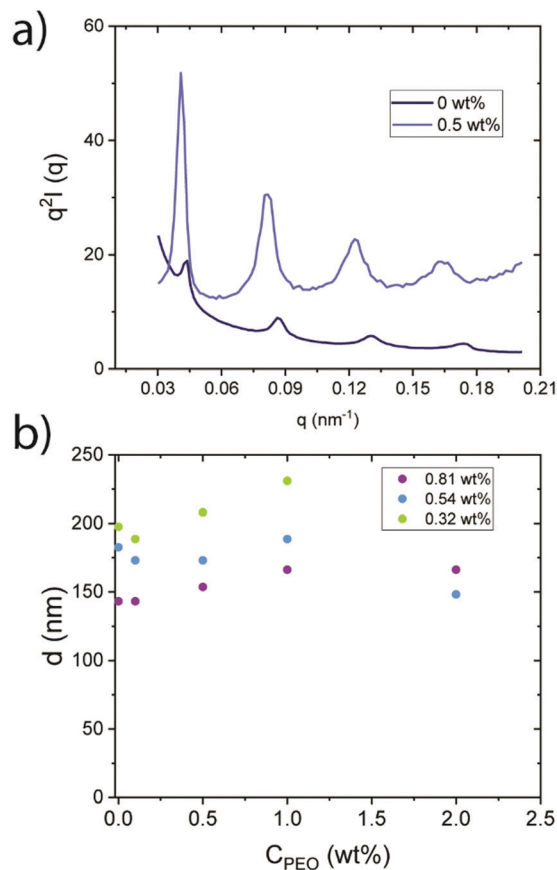 a)
60
40
20
0
q²I (q)
0 wt%
0.5 wt%
0.03 0.06 0.09 0.12 0.15 0.18 0.21
q (nm⁻¹)
b)
250
200
150
100
50
0
d (nm)
0.81 wt%
0.54 wt%
0.32 wt%
0.0 0.5 1.0 1.5 2.0 2.5
C_PEO (wt%)